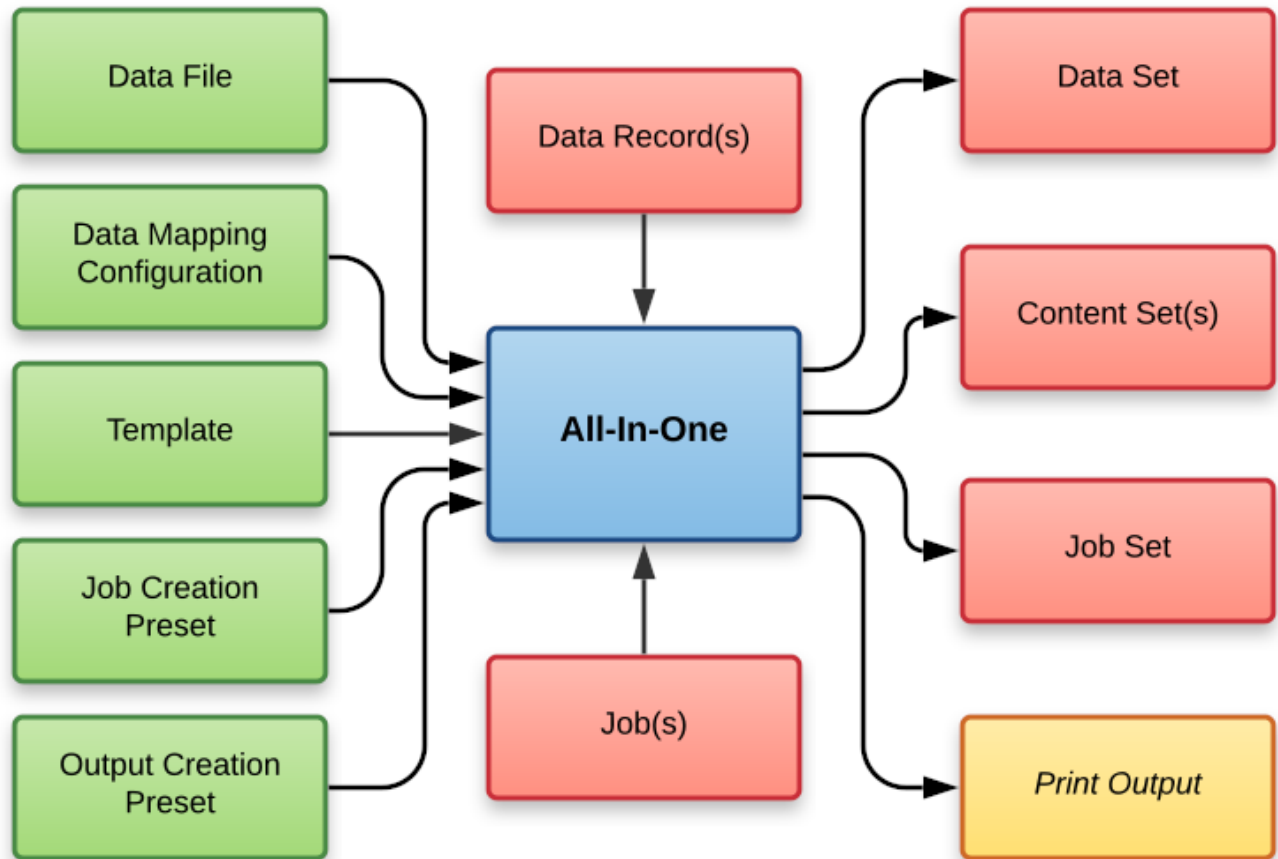 Data File
Data Mapping
Configuration
Template
Job Creation
Preset
Output Creation
Preset
Data Record(s)
All-In-One
Job(s)
Data Set
Content Set(s)
Job Set
Print Output